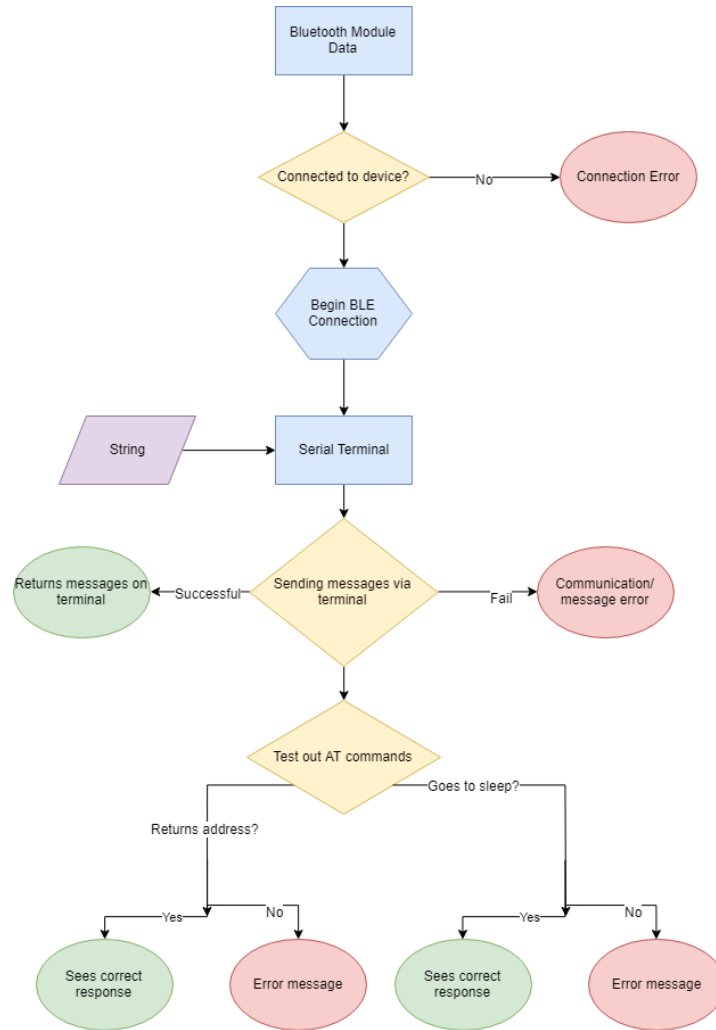 Bluetooth Module
Data
Connected to device?
No
Connection Error
Begin BLE
Connection
String
Serial Terminal
Returns messages on
terminal
Successful
Sending messages via
terminal
Fail
Communication/
message error
Test out AT commands
Goes to sleep?
Returns address?
Yes
No
Yes
No
Sees correct
response
Error message
Sees correct
response
Error message